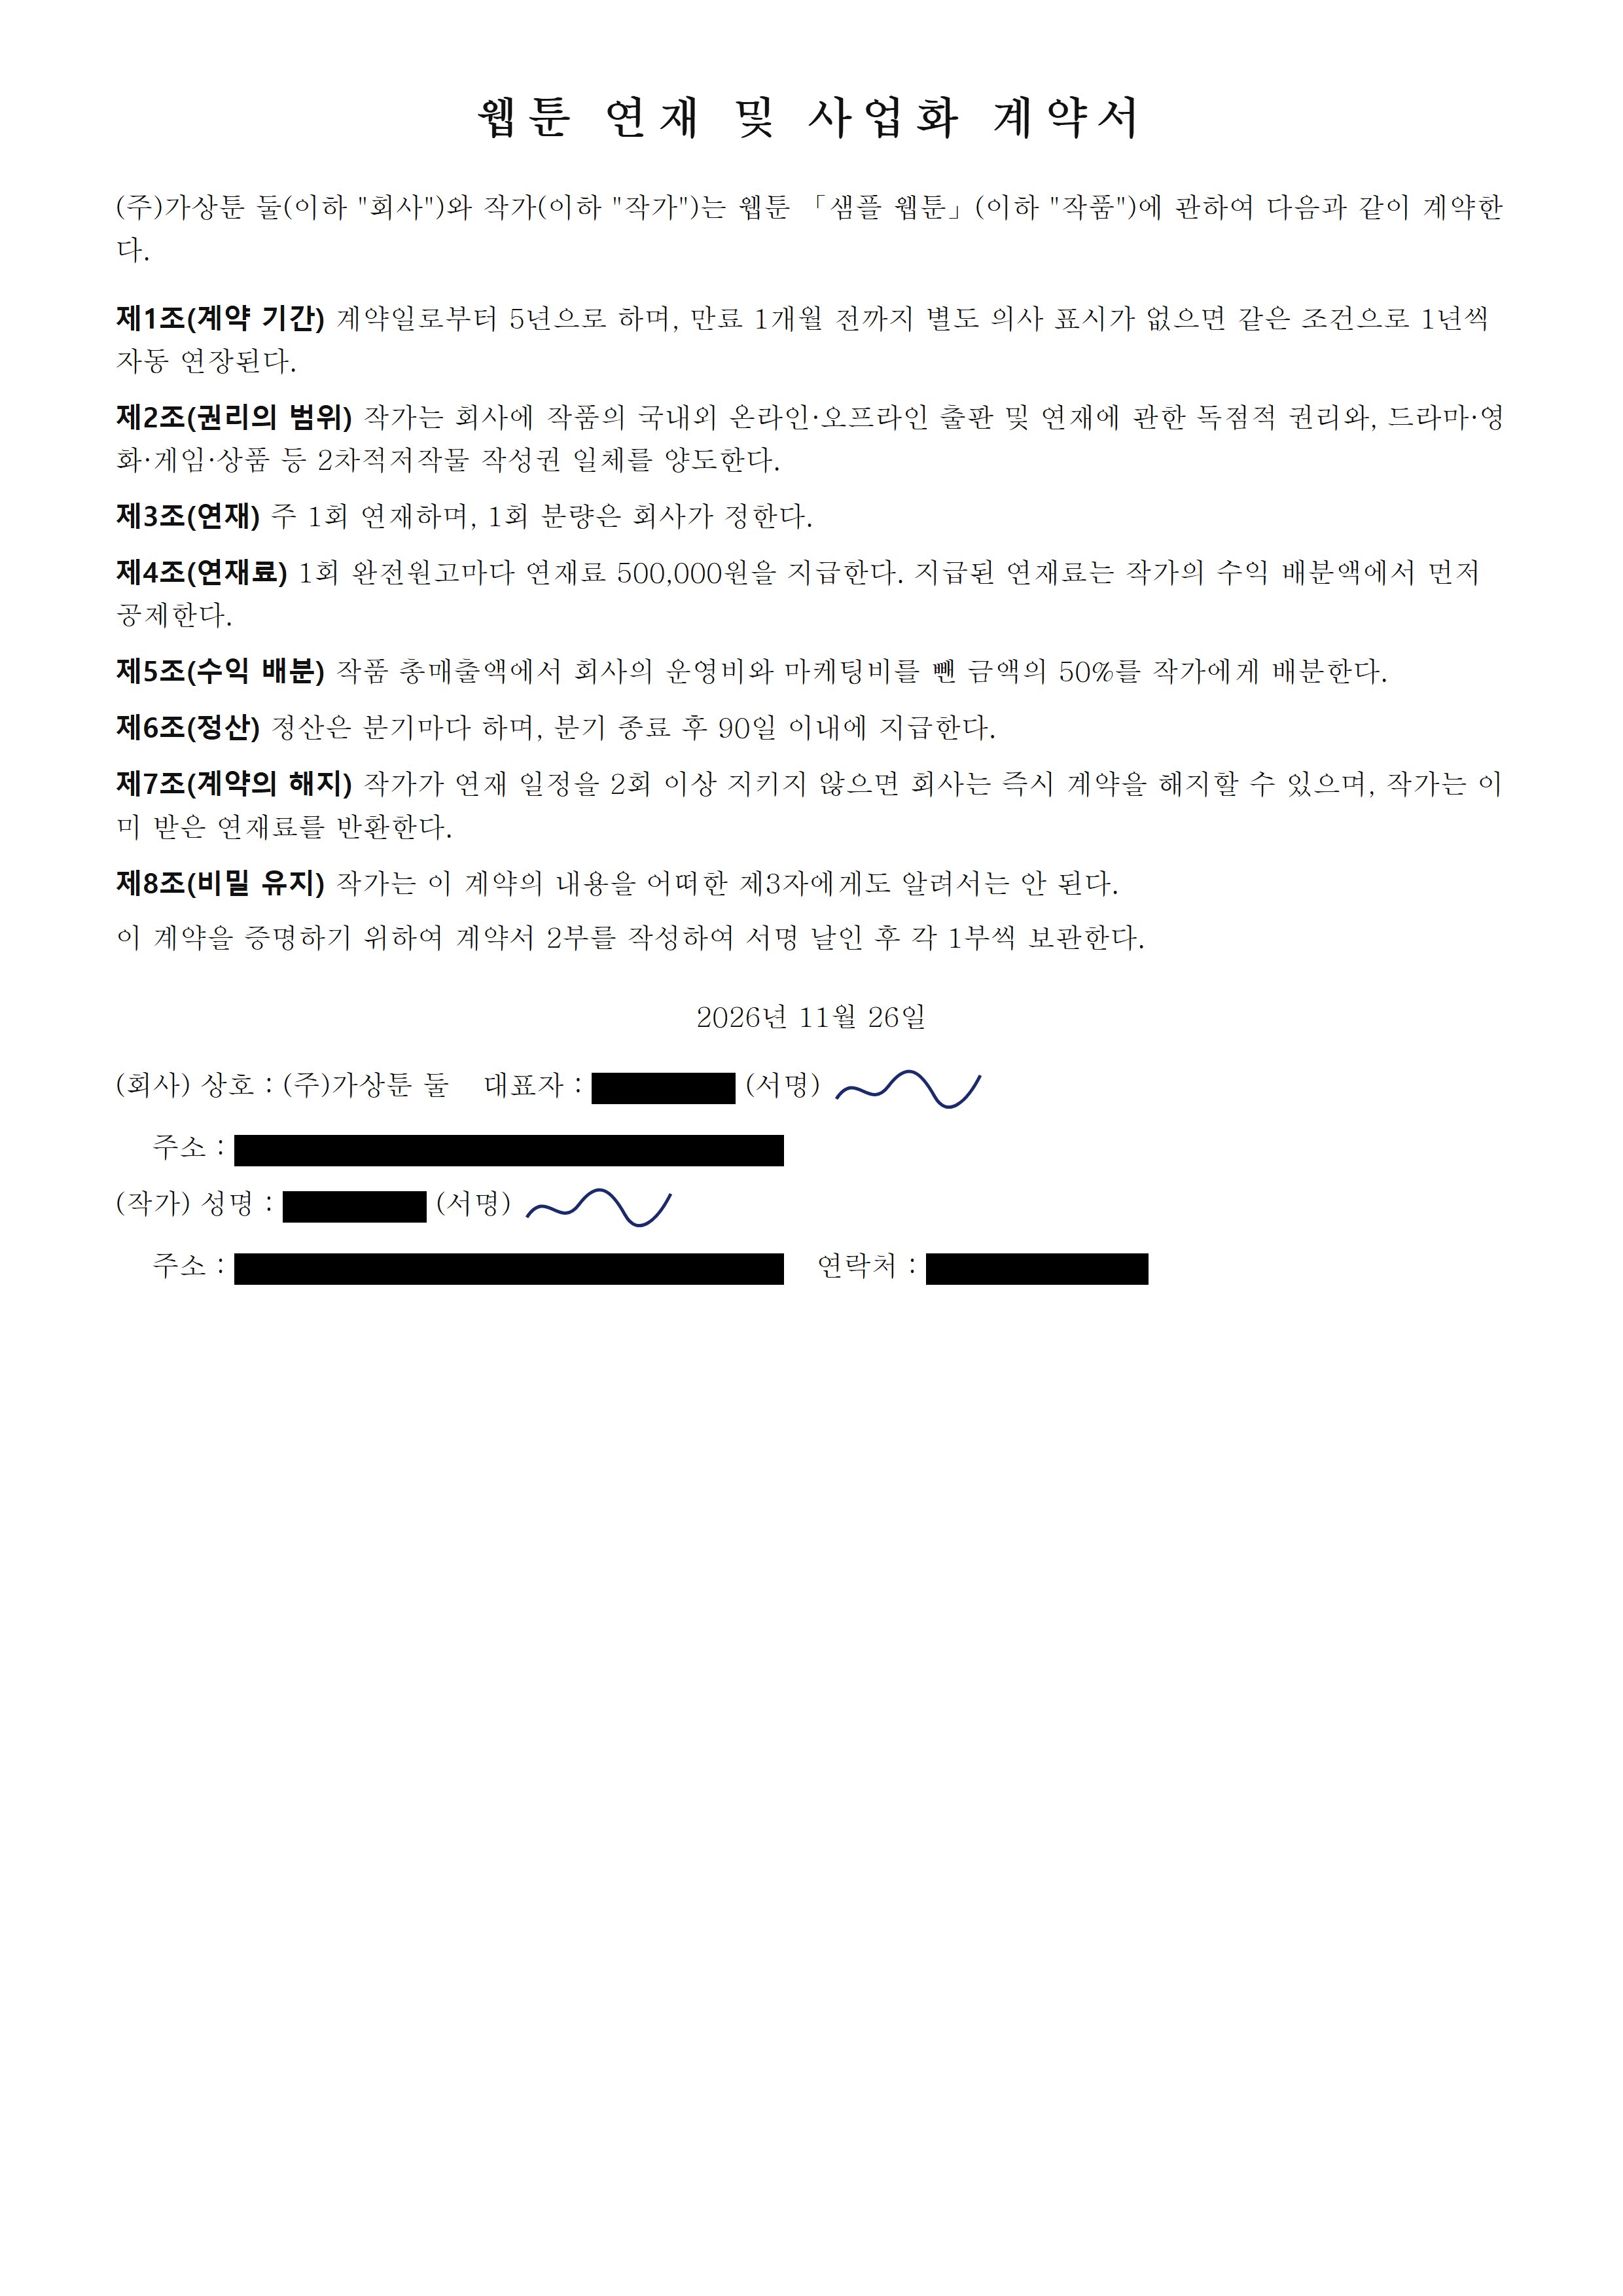 웹툰 연재 및 사업화 계약서
(주)가상툰 둘(이하 "회사")와 작가(이하 "작가")는 웹툰 「샘플 웹툰」(이하 "작품")에 관하여 다음과 같이 계약한
다.
제1조(계약 기간) 계약일로부터 5년으로 하며, 만료 1개월 전까지 별도 의사 표시가 없으면 같은 조건으로 1년씩
자동 연장된다.
제2조(권리의 범위) 작가는 회사에 작품의 국내외 온라인·오프라인 출판 및 연재에 관한 독점적 권리와, 드라마·영
화·게임·상품 등 2차적저작물 작성권 일체를 양도한다.
제3조(연재) 주 1회 연재하며, 1회 분량은 회사가 정한다.
제4조(연재료) 1회 완전원고마다 연재료 500,000원을 지급한다. 지급된 연재료는 작가의 수익 배분액에서 먼저
공제한다.
제5조(수익 배분) 작품 총매출액에서 회사의 운영비와 마케팅비를 뺀 금액의 50%를 작가에게 배분한다.
제6조(정산) 정산은 분기마다 하며, 분기 종료 후 90일 이내에 지급한다.
제7조(계약의 해지) 작가가 연재 일정을 2회 이상 지키지 않으면 회사는 즉시 계약을 해지할 수 있으며, 작가는 이
미 받은 연재료를 반환한다.
제8조(비밀 유지) 작가는 이 계약의 내용을 어떠한 제3자에게도 알려서는 안 된다.
이 계약을 증명하기 위하여 계약서 2부를 작성하여 서명 날인 후 각 1부씩 보관한다.
2026년 11월 26일
(회사) 상호 : (주)가상툰 둘 대표자 : (서명)
주소 :
(작가) 성명 : (서명)
주소 : 연락처 :